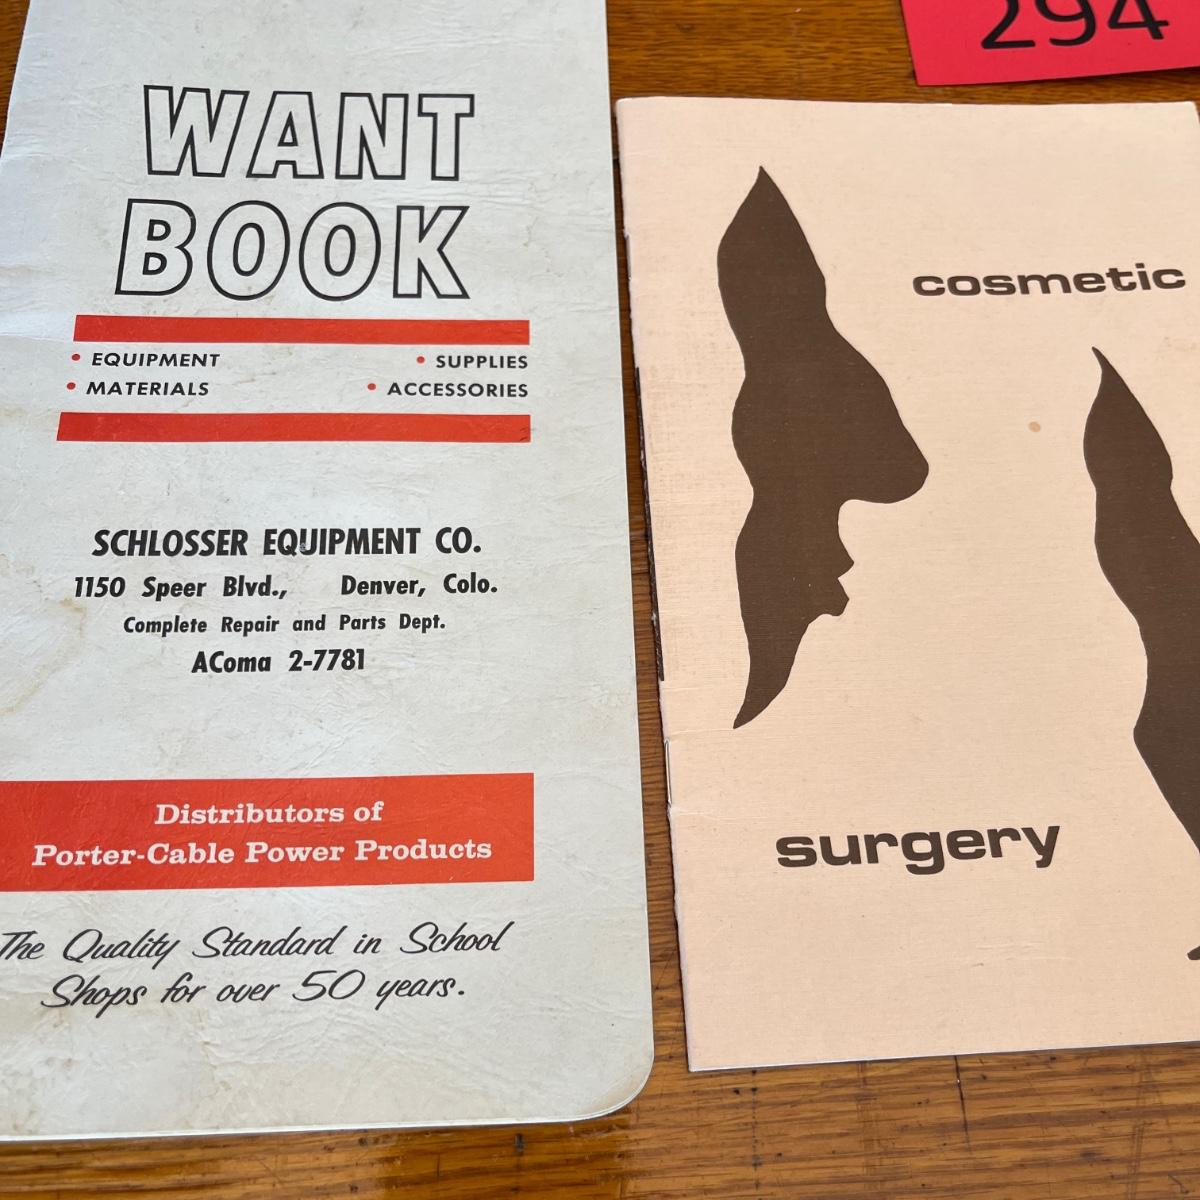 294
WANT
BOOK
• EQUIPMENT • SUPPLIES
• MATERIALS • ACCESSORIES
SCHLOSSER EQUIPMENT CO.
1150 Speer Blvd., Denver, Colo.
Complete Repair and Parts Dept.
AComa 2-7781
Distributors of
Porter-Cable Power Products
The Quality Standard in School
Shops for over 50 years.
cosmetic
surgery